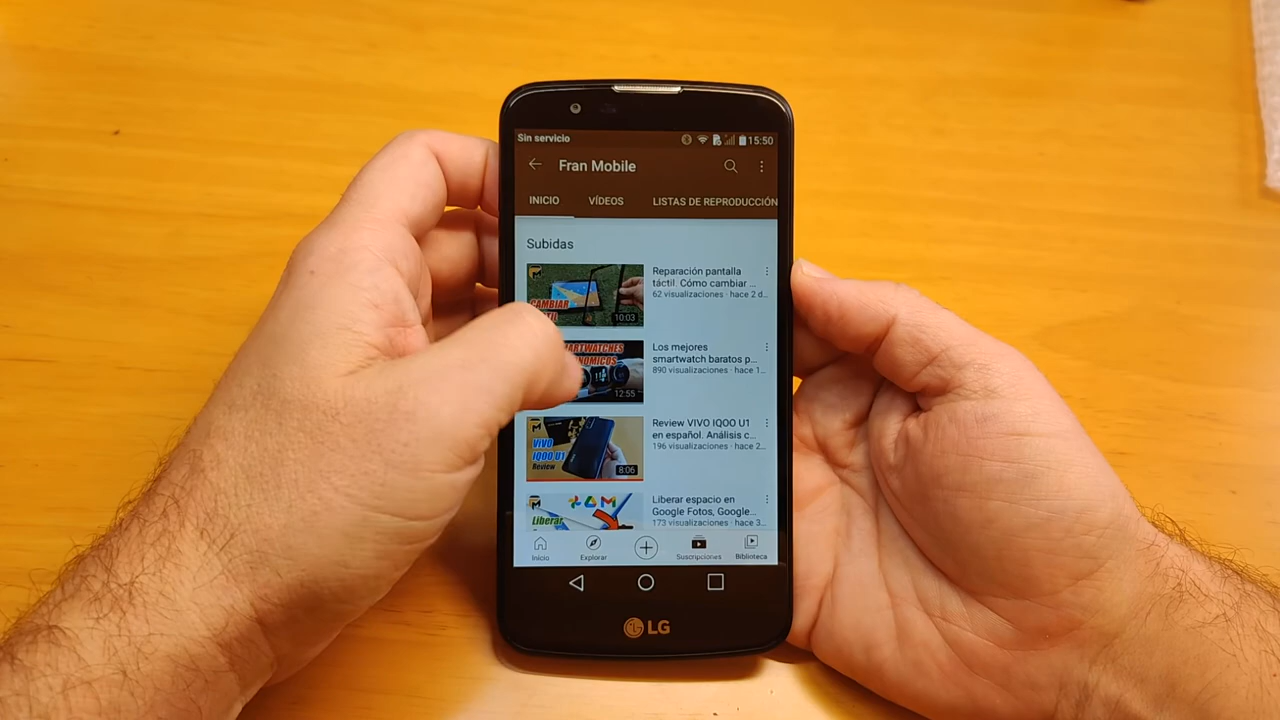 Sin servicio
15:50
Fran Mobile
INICIO
VÍDEOS
LISTAS DE REPRODUCCIÓN
Subidas
CAMBIAR
10:03
Reparación pantalla
táctil. Cómo cambiar ...
62 visualizaciones · hace 2 d...
12:55
Los mejores
smartwatch baratos p...
890 visualizaciones · hace 1...
VIVO
IQOO U1
Review
8:06
Review VIVO IQOO U1
en español. Análisis c...
196 visualizaciones · hace 2...
Liberar
Liberar espacio en
Google Fotos, Google...
173 visualizaciones · hace 3...
Inicio
Explorar
Suscripciones
Biblioteca
LG